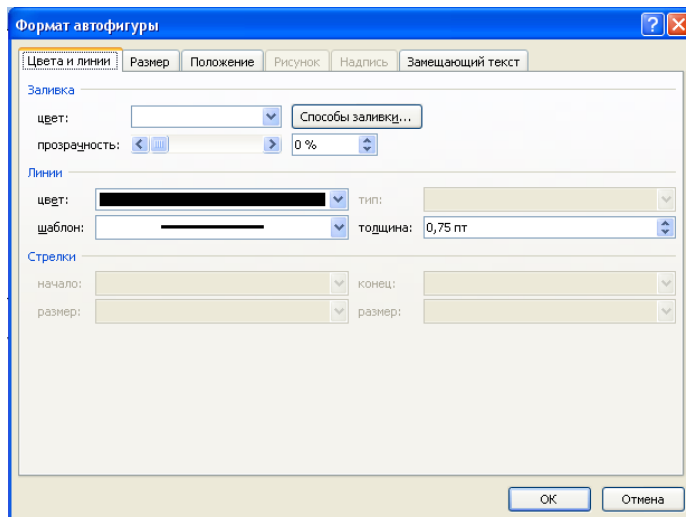 Формат автофигуры
Цвета и линии Размер Положение Рисунок Надпись Замещающий текст
Заливка
цвет: Способы заливки...
прозрачность: 0 %
Линии
цвет: тип:
шаблон: толщина: 0,75 пт
Стрелки
начало: конец:
размер: размер:
ОК Отмена